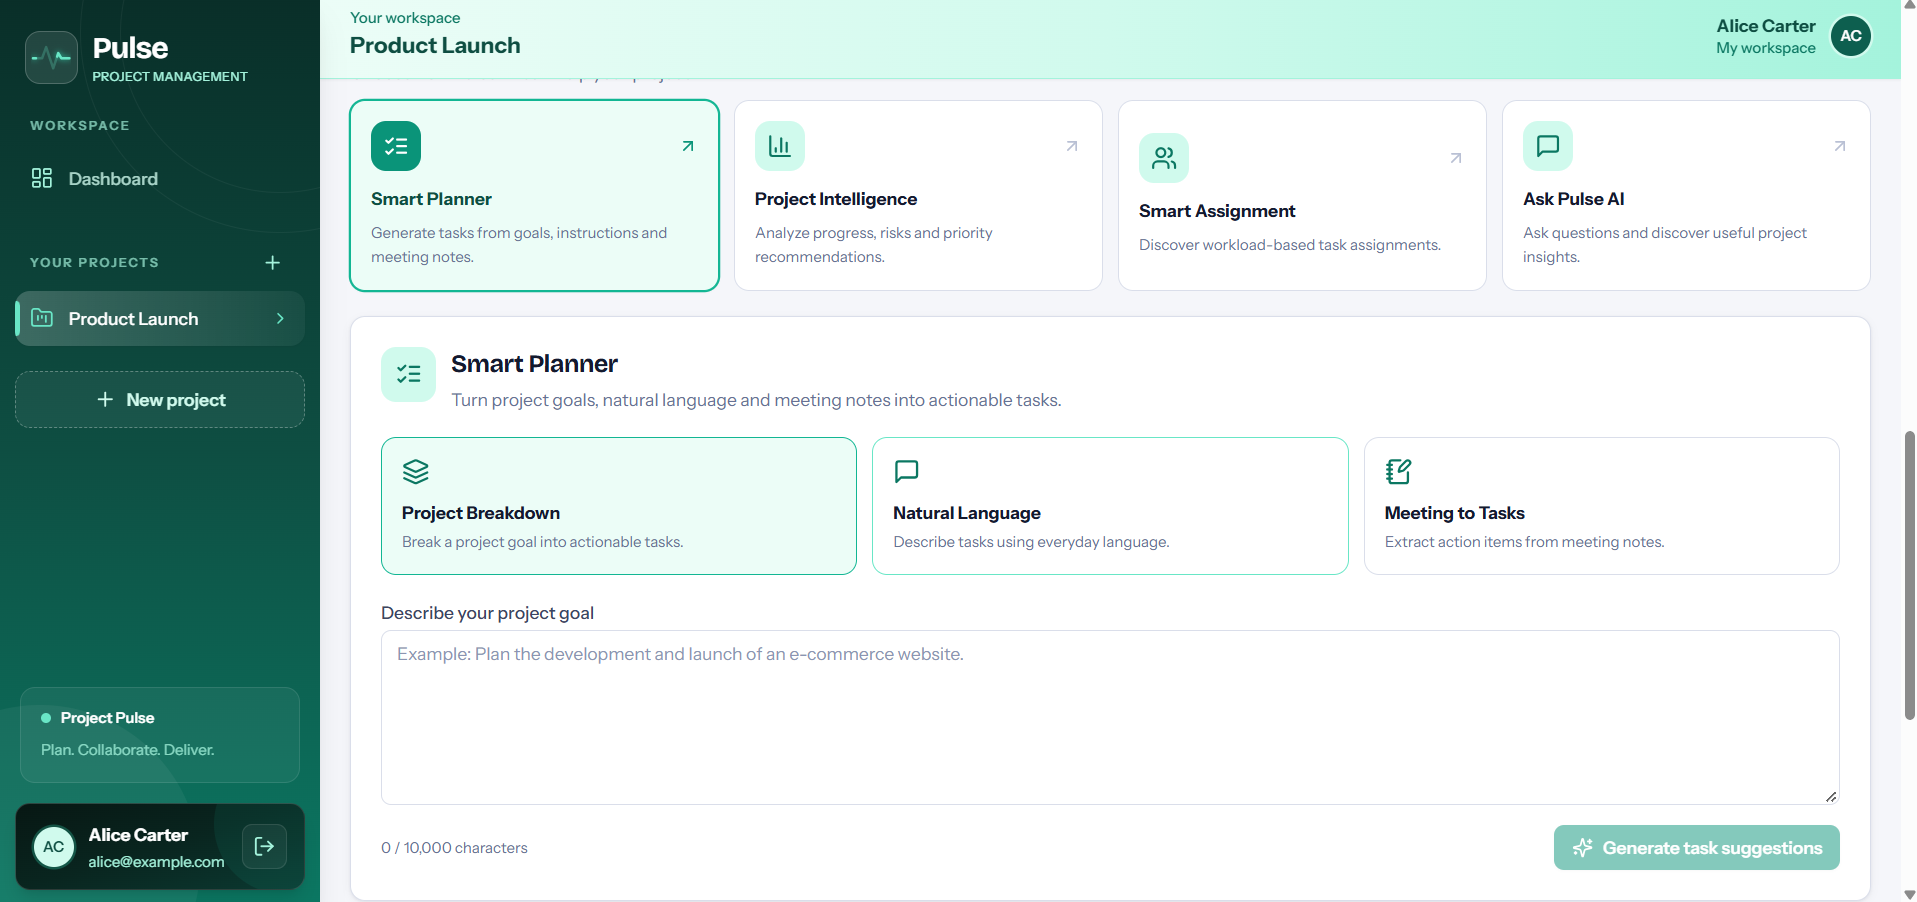 Pulse
PROJECT MANAGEMENT
WORKSPACE
Dashboard
YOUR PROJECTS
Product Launch
New project
Project Pulse
Plan. Collaborate. Deliver.
AC
Alice Carter
alice@example.com
Your workspace
Product Launch
Alice Carter
My workspace
AC
Smart Planner
Generate tasks from goals, instructions and
meeting notes.
Project Intelligence
Analyze progress, risks and priority
recommendations.
Smart Assignment
Discover workload-based task assignments.
Ask Pulse AI
Ask questions and discover useful project
insights.
Smart Planner
Turn project goals, natural language and meeting notes into actionable tasks.
Project Breakdown
Break a project goal into actionable tasks.
Natural Language
Describe tasks using everyday language.
Meeting to Tasks
Extract action items from meeting notes.
Describe your project goal
Example: Plan the development and launch of an e-commerce website.
0 / 10,000 characters
Generate task suggestions